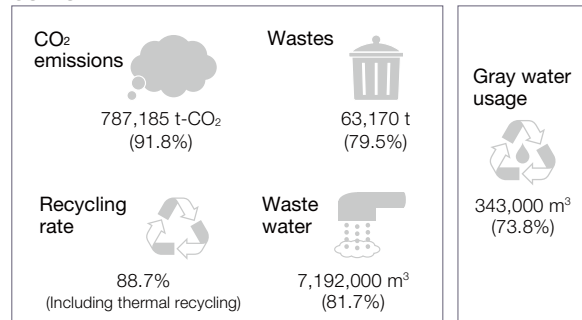 CO₂
emissions
787,185 t-CO₂
(91.8%)
Wastes
63,170 t
(79.5%)
Recycling
rate
88.7%
(Including thermal recycling)
Waste
water
7,192,000 m³
(81.7%)
Gray water
usage
343,000 m³
(73.8%)